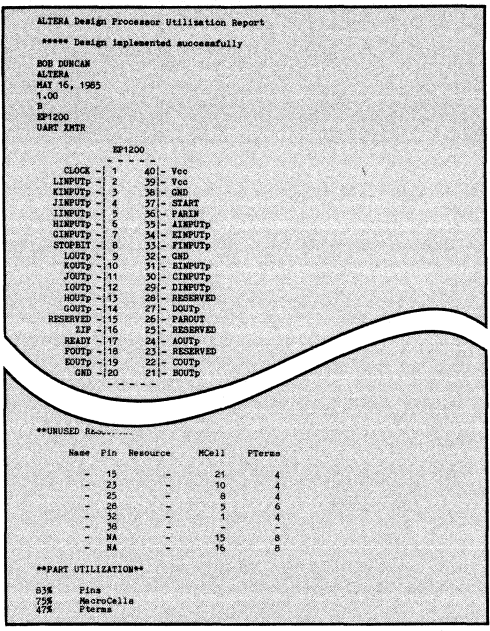 ALTERA Design Processor Utilization Report
***** Design implemented successfully
BOB DUNCAN
ALTERA
MAY 16, 1985
1.00
B
EP1200
UART XMTR
EP1200
- - - - -
CLOCK -| 1 40|- Vcc
LINPUTp -| 2 39|- Vcc
KINPUTp -| 3 38|- GND
JINPUTp -| 4 37|- START
IINPUTp -| 5 36|- PARIN
HINPUTp -| 6 35|- AINPUTp
GINPUTp -| 7 34|- EINPUTp
STOPBIT -| 8 33|- FINPUTp
LOUTp -| 9 32|- GND
KOUTp -|10 31|- BINPUTp
JOUTp -|11 30|- CINPUTp
IOUTp -|12 29|- DINPUTp
HOUTp -|13 28|- RESERVED
GOUTp -|14 27|- DOUTp
RESERVED -|15 26|- PAROUT
ZIP -|16 25|- RESERVED
READY -|17 24|- AOUTp
FOUTp -|18 23|- RESERVED
EOUTp -|19 22|- COUTp
GND -|20 21|- BOUTp
- - - - -
**UNUSED
Name Pin Resource MCell PTerms
- 15 - 21 4
- 23 - 10 4
- 25 - 8 4
- 28 - 5 6
- 32 - 1 4
- 38 - - -
- NA - 15 8
- NA - 16 8
**PART UTILIZATION**
83% Pins
75% MacroCells
47% Pterms